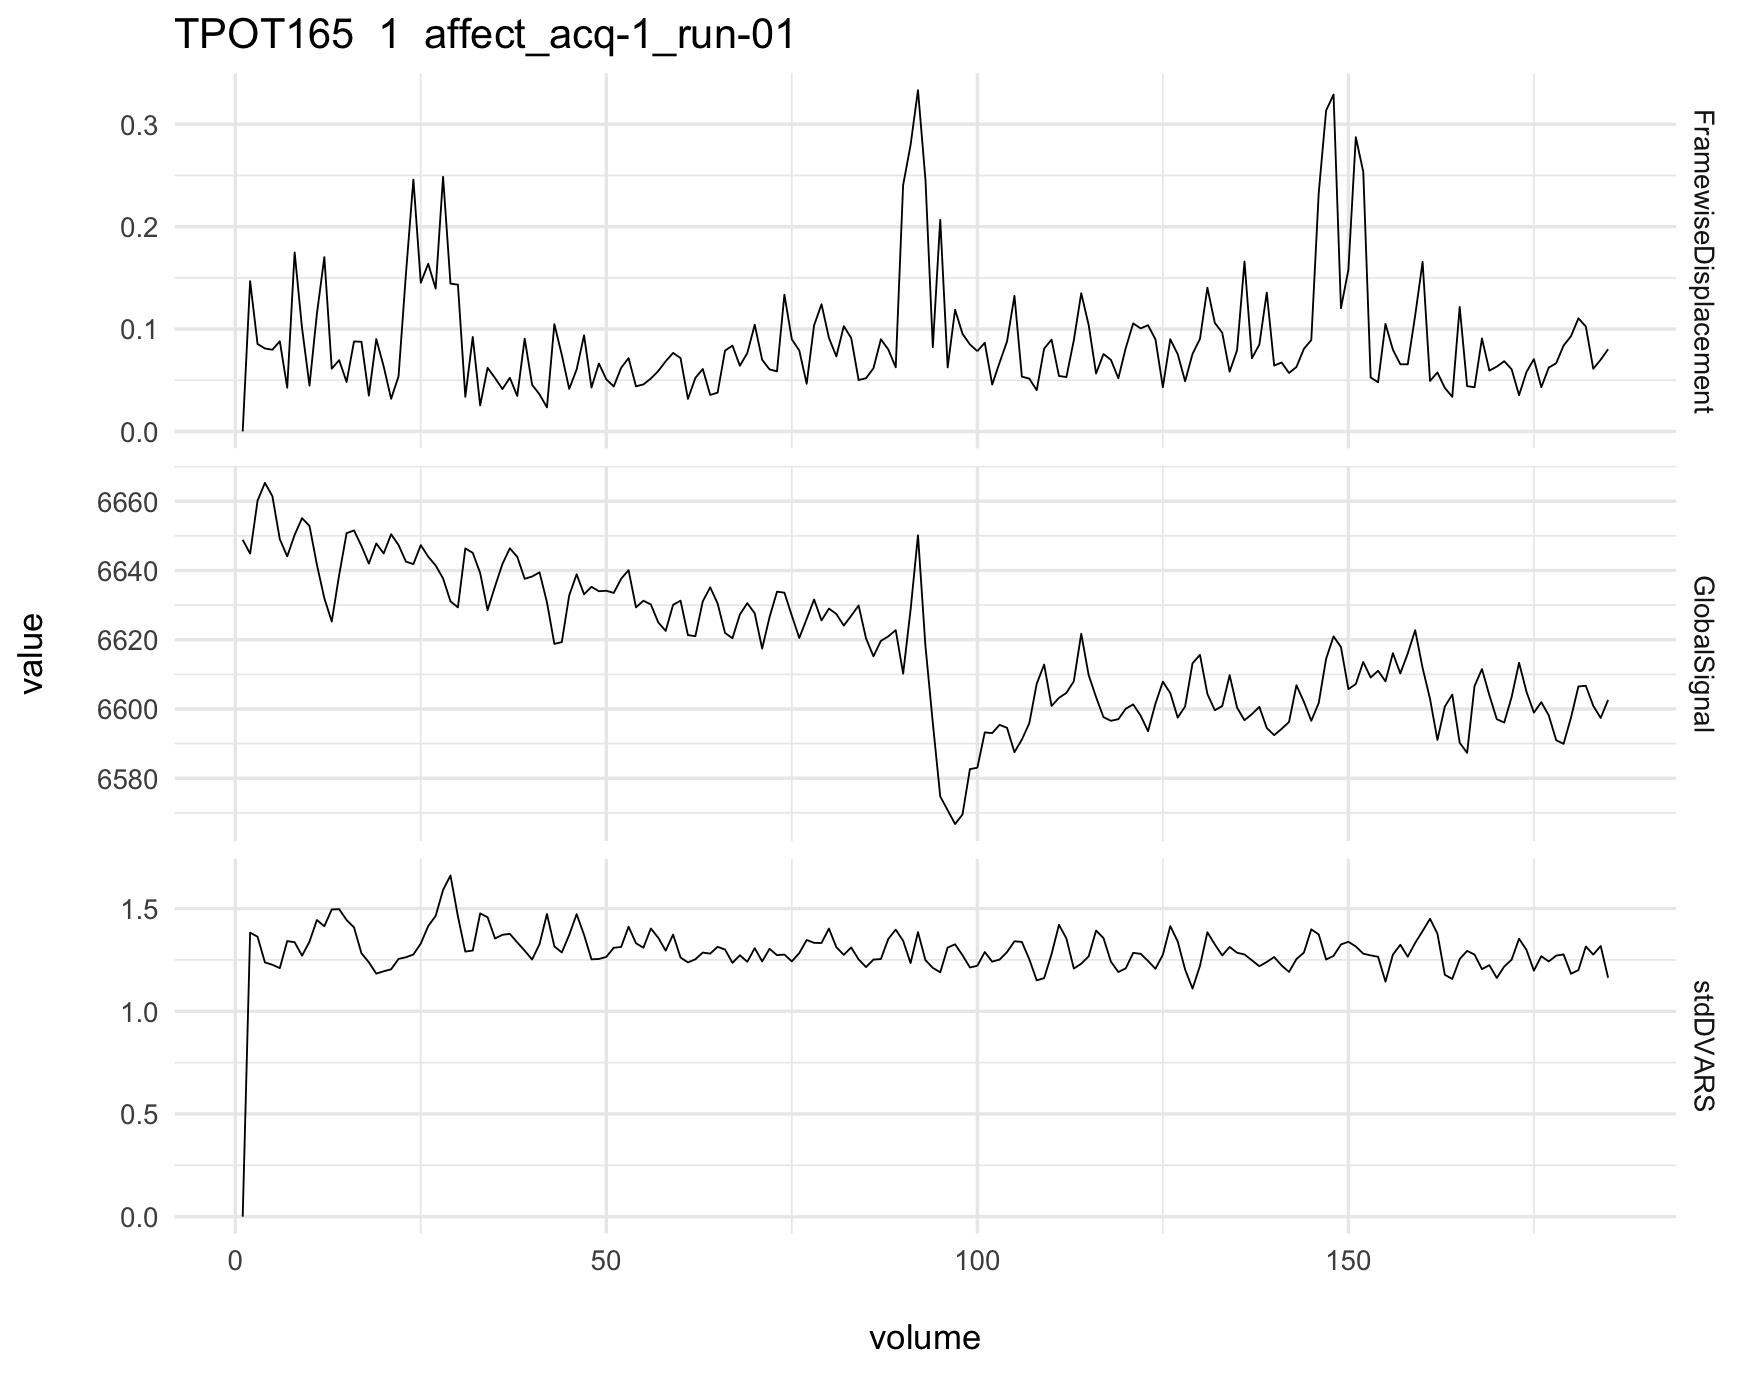 TPOT165 1 affect_acq-1_run-01
0.3
0.2
0.1
0.0
FramewiseDisplacement
6660
6640
6620
6600
6580
GlobalSignal
value
1.5
1.0
0.5
0.0
stdDVARS
0 50 100 150
volume